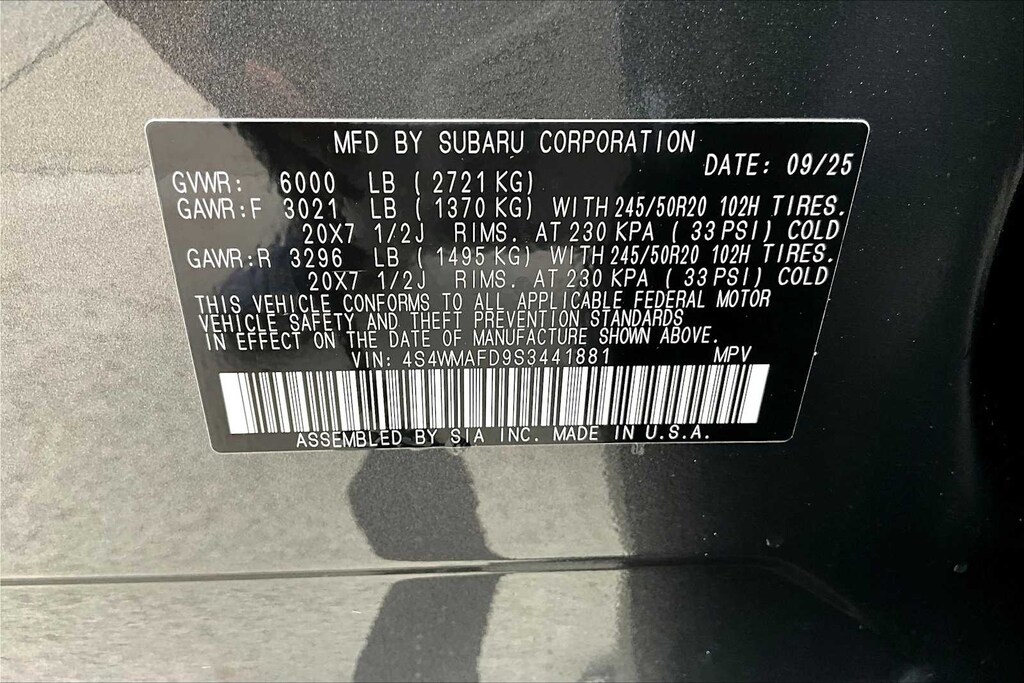 MFD BY SUBARU CORPORATION
DATE: 09/25
GVWR: 6000 LB ( 2721 KG)
GAWR:F 3021 LB ( 1370 KG) WITH 245/50R20 102H TIRES.
20X7 1/2J RIMS. AT 230 KPA ( 33 PSI) COLD
GAWR:R 3296 LB ( 1495 KG) WITH 245/50R20 102H TIRES.
20X7 1/2J RIMS. AT 230 KPA ( 33 PSI) COLD
THIS VEHICLE CONFORMS TO ALL APPLICABLE FEDERAL MOTOR
VEHICLE SAFETY AND THEFT PREVENTION STANDARDS
IN EFFECT ON THE DATE OF MANUFACTURE SHOWN ABOVE.
VIN: 4S4WMAFD9S3441881 MPV
ASSEMBLED BY SIA INC. MADE IN U.S.A.